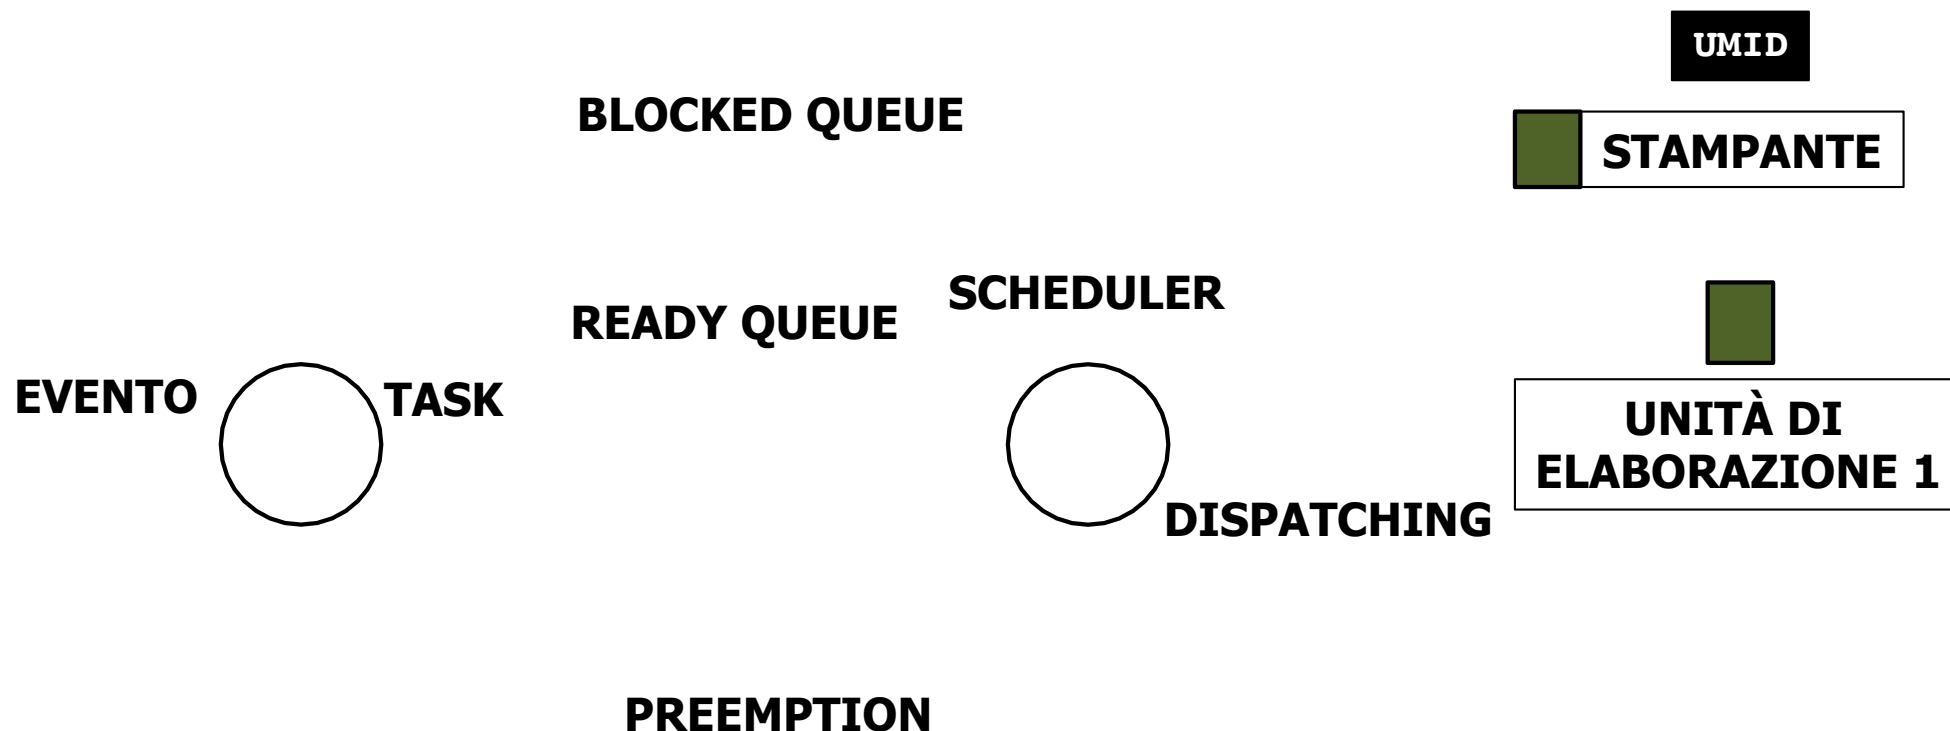 UMID
BLOCKED QUEUE
STAMPANTE
SCHEDULER
READY QUEUE
EVENTO
TASK
UNITÀ DI
ELABORAZIONE 1
DISPATCHING
PREEMPTION